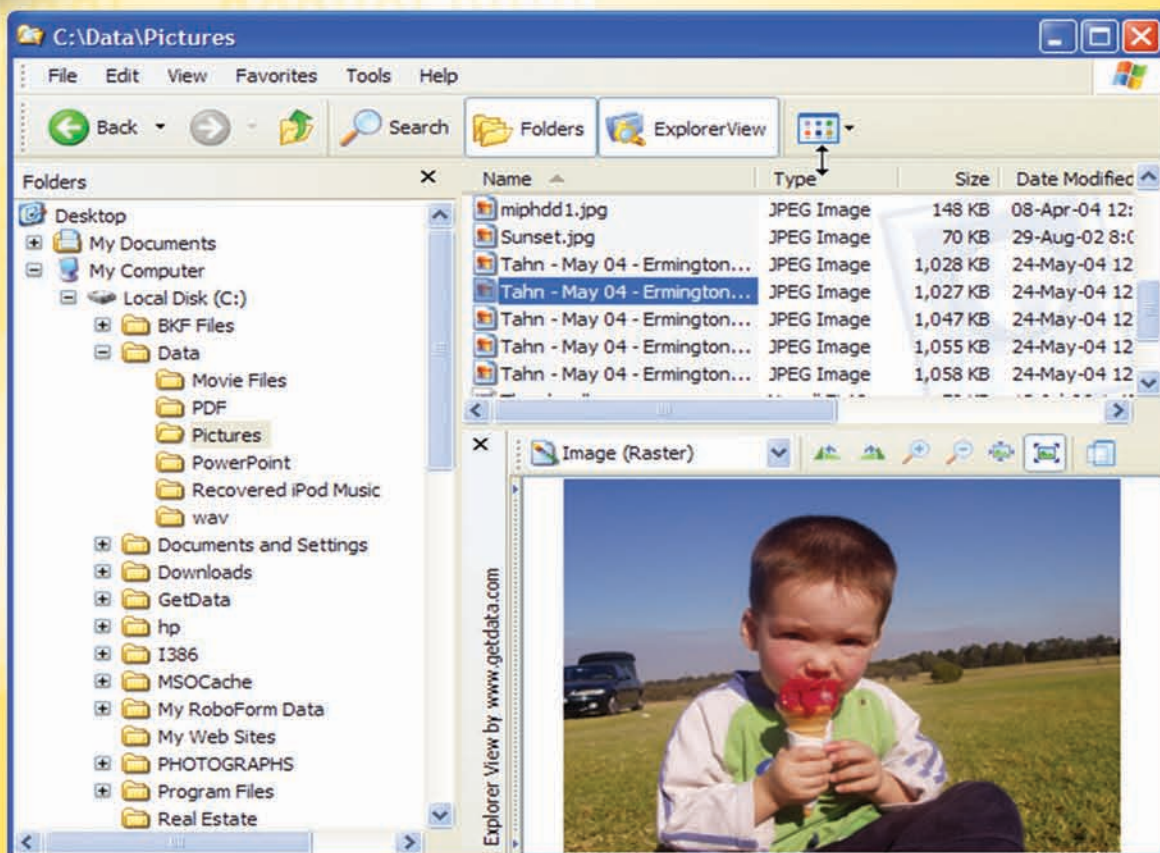 C:\Data\Pictures
File Edit View Favorites Tools Help
Back Search Folders ExplorerView
Folders
Desktop
My Documents
My Computer
Local Disk (C:)
BKF Files
Data
Movie Files
PDF
Pictures
PowerPoint
Recovered iPod Music
wav
Documents and Settings
Downloads
GetData
hp
I386
MSOCache
My RoboForm Data
My Web Sites
PHOTOGRAPHS
Program Files
Real Estate
Name Type Size Date Modified
miphdd1.jpg JPEG Image 148 KB 08-Apr-04 12:
Sunset.jpg JPEG Image 70 KB 29-Aug-02
Tahn - May 04 - Ermington... JPEG Image 1,028 KB 24-May-04 12
Tahn - May 04 - Ermington... JPEG Image 1,027 KB 24-May-04 12
Tahn - May 04 - Ermington... JPEG Image 1,047 KB 24-May-04 12
Tahn - May 04 - Ermington... JPEG Image 1,055 KB 24-May-04 12
Tahn - May 04 - Ermington... JPEG Image 1,058 KB 24-May-04 12
Image (Raster)
Explorer View by www.getdata.com